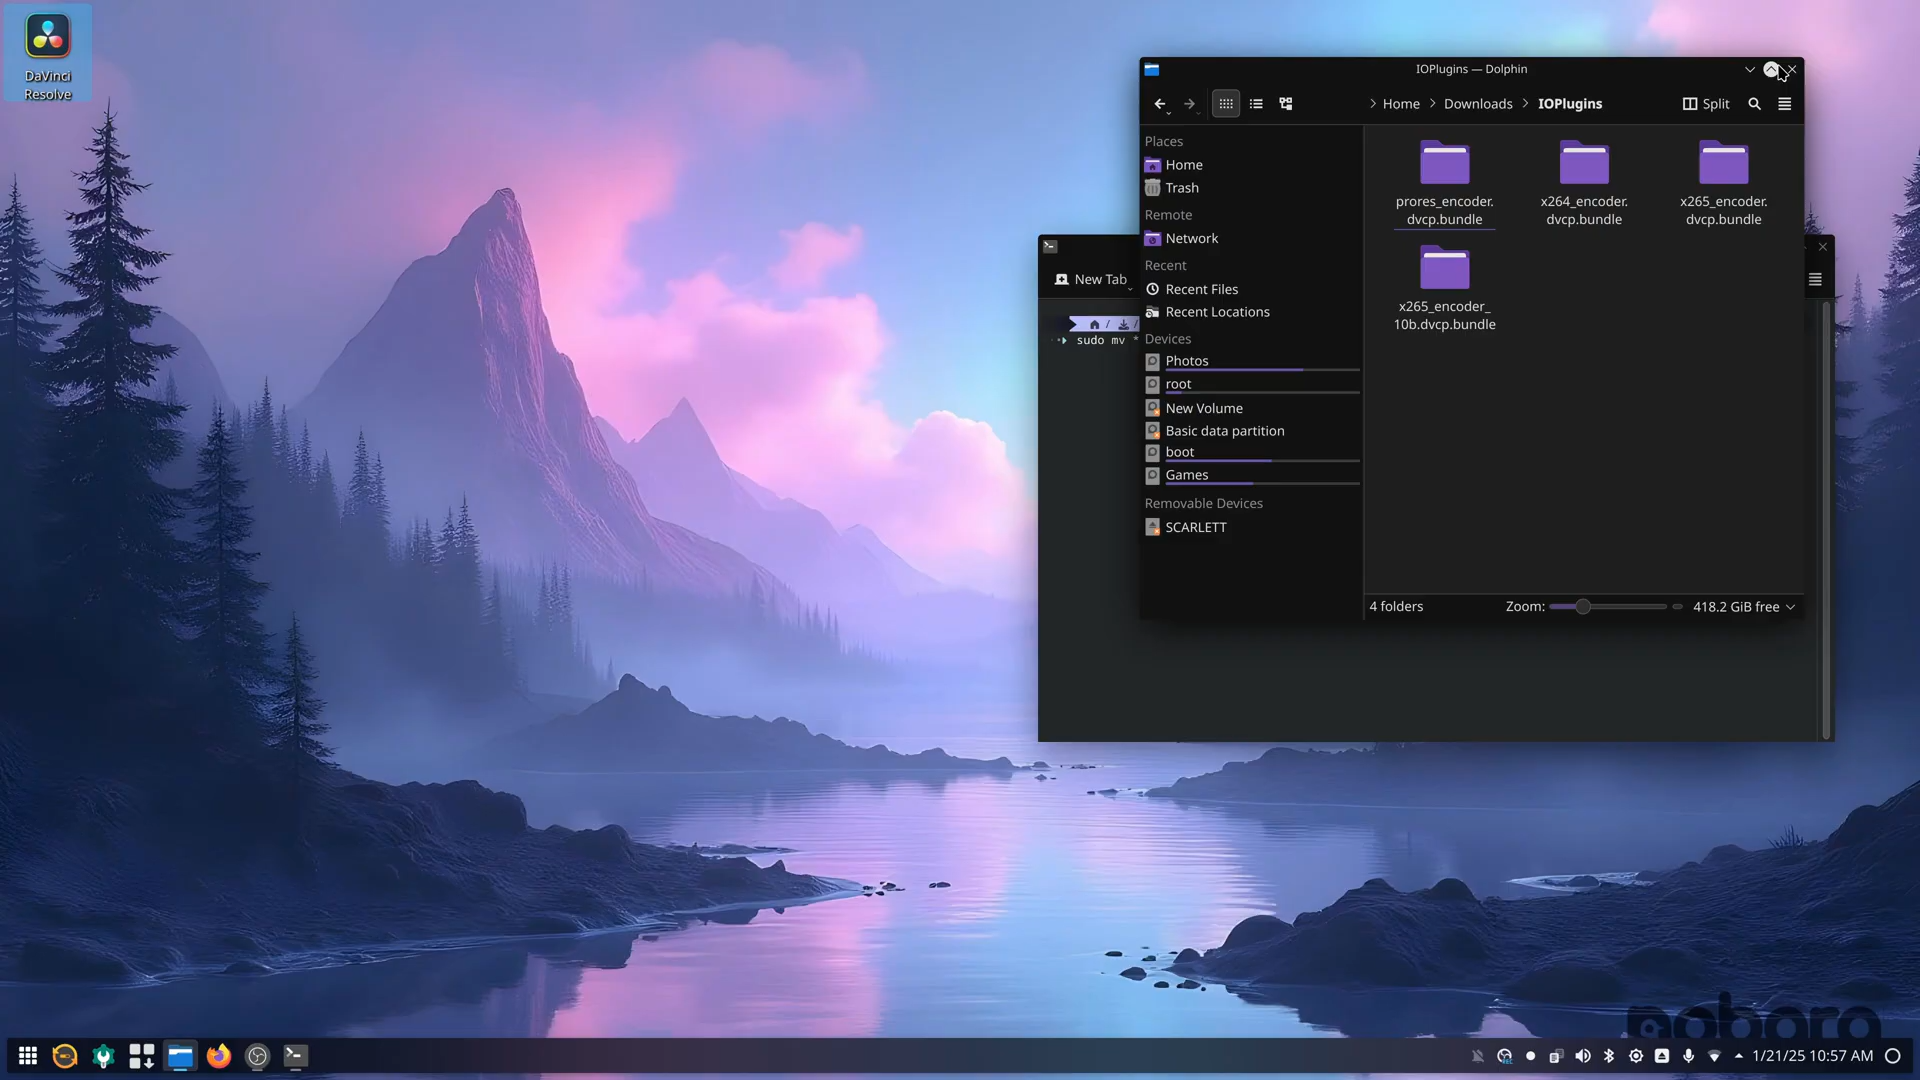 DaVinci
Resolve
IOPlugins — Dolphin
Home
Downloads
IOPlugins
Split
Places
Home
Trash
Remote
Network
Recent
Recent Files
Recent Locations
Devices
Photos
root
New Volume
Basic data partition
boot
Games
Removable Devices
SCARLETT
prores_encoder.
dvcp.bundle
x264_encoder.
dvcp.bundle
x265_encoder.
dvcp.bundle
x265_encoder_
10b.dvcp.bundle
4 folders
Zoom:
418.2 GiB free
New Tab
/ /
sudo mv *
nobara
1/21/25 10:57 AM